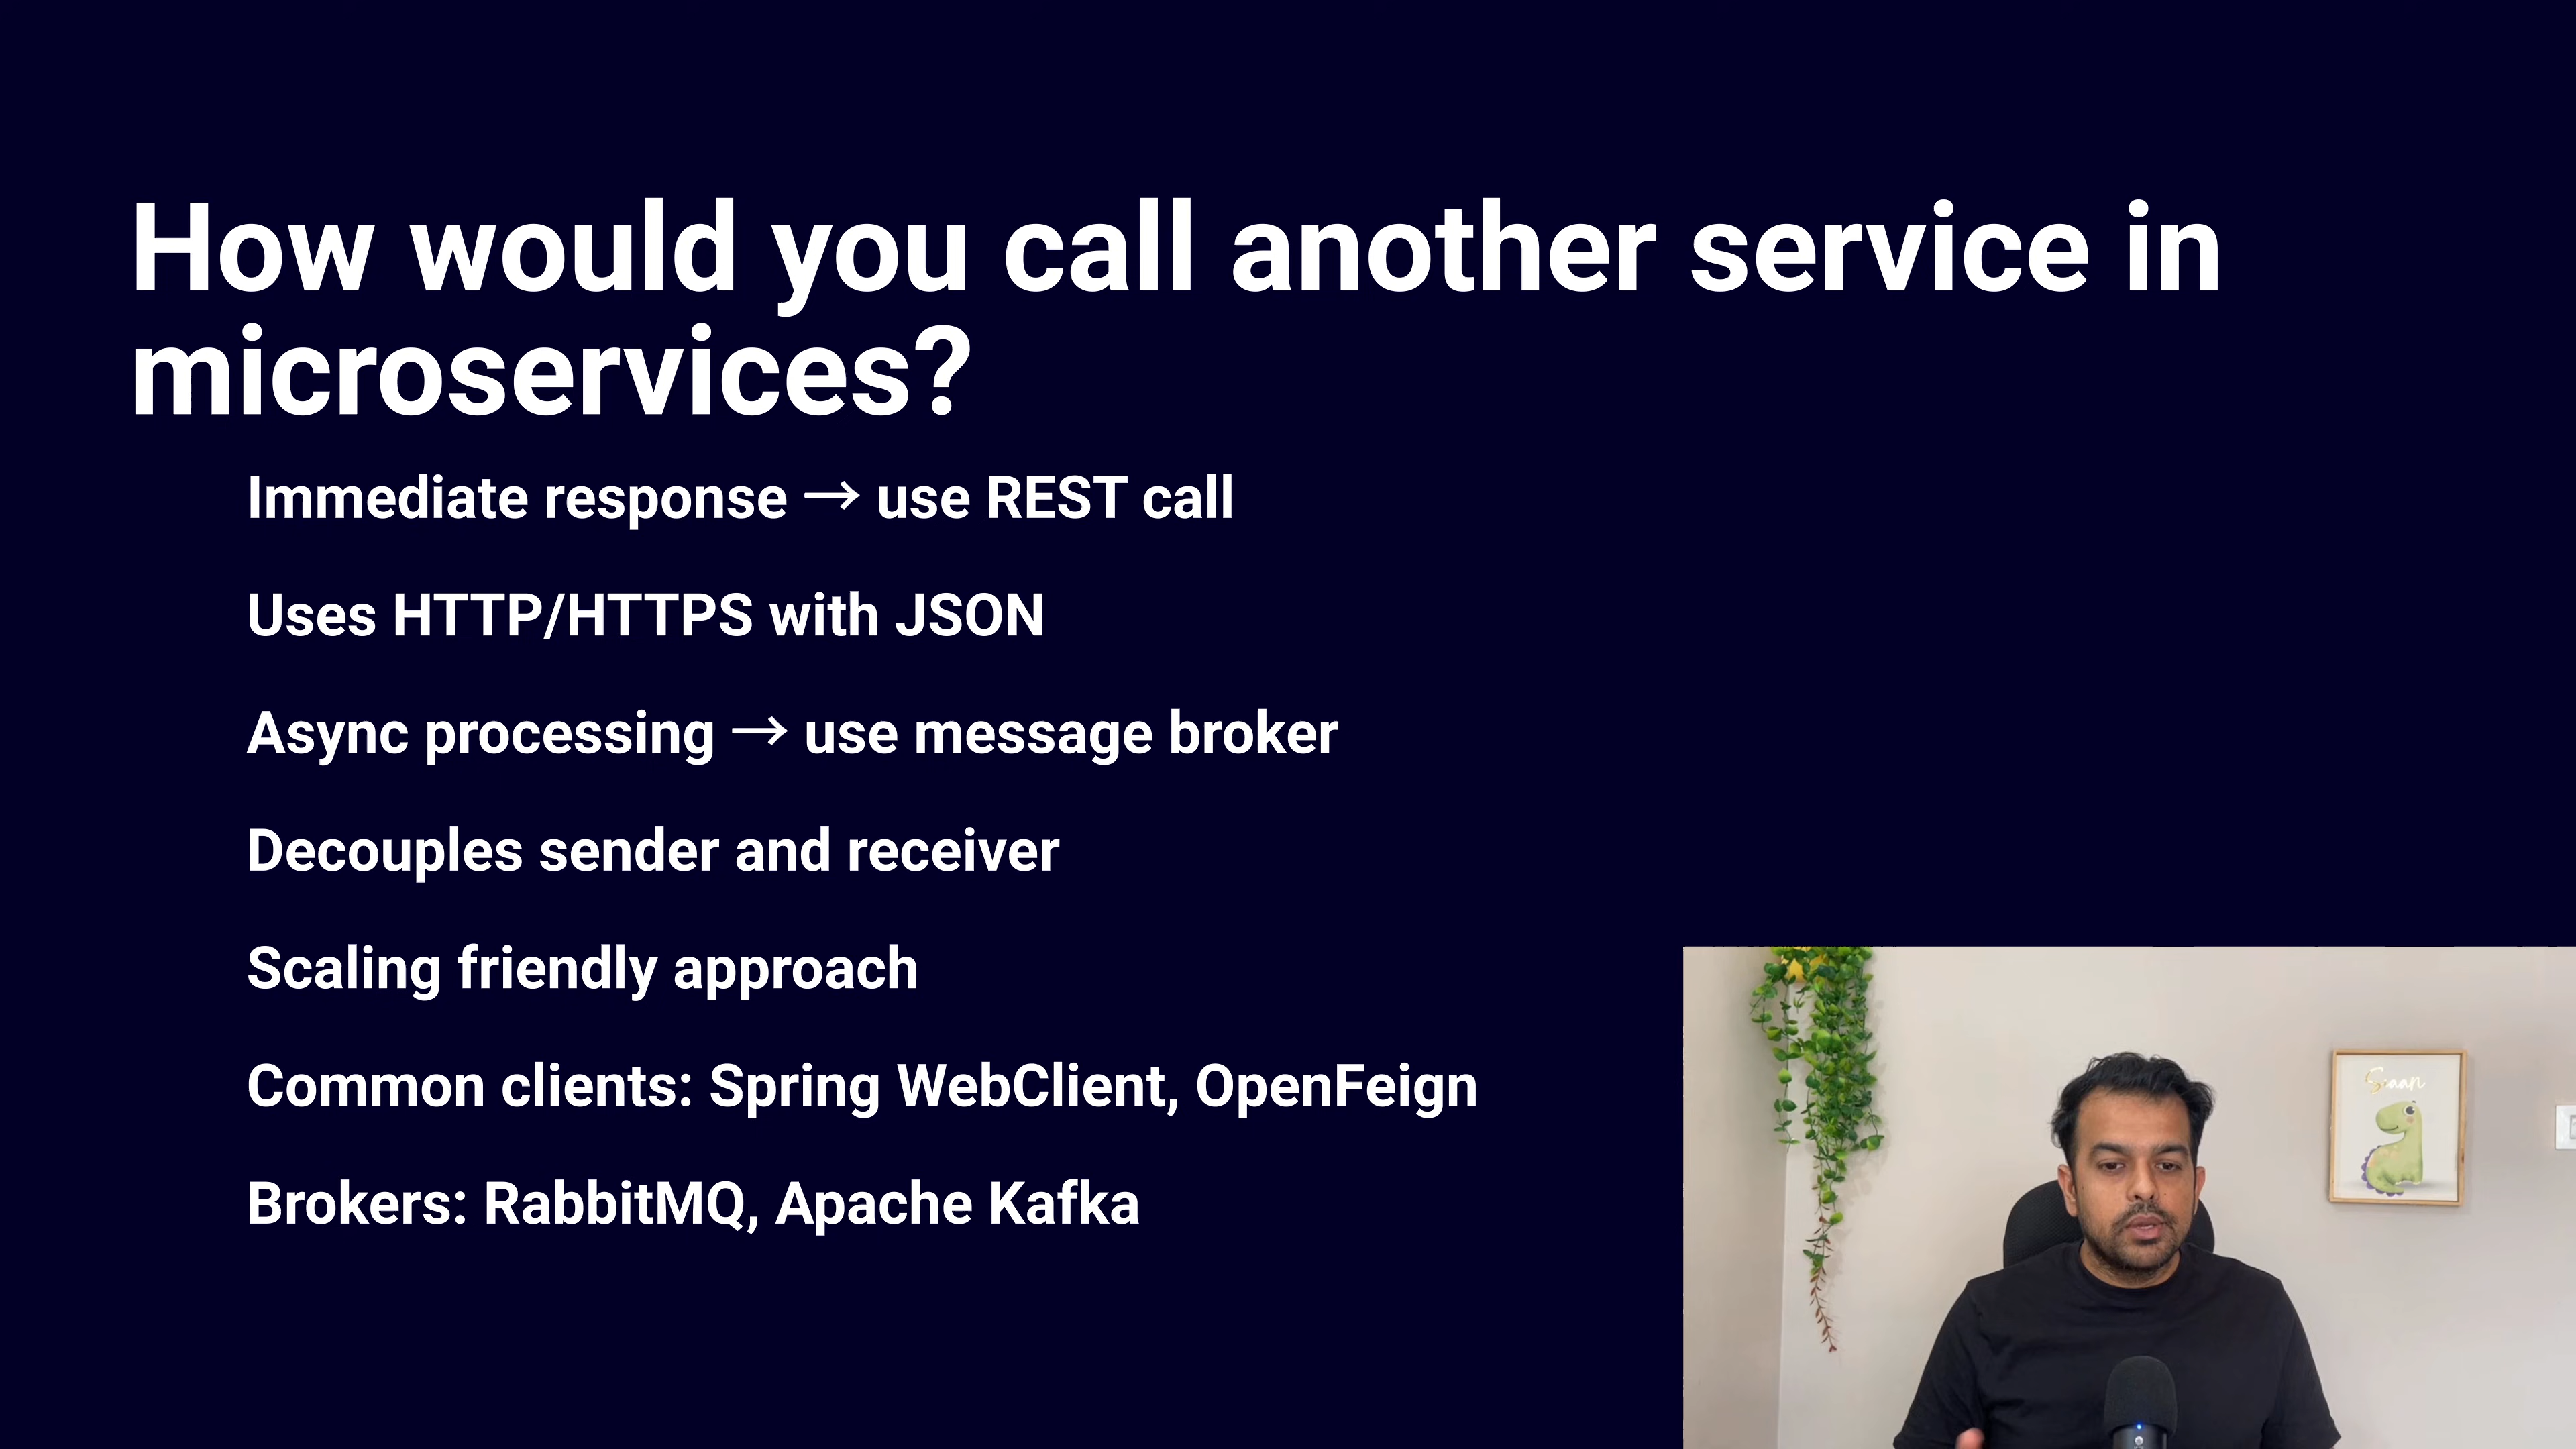 How would you call another service in
microservices?
Immediate response → use REST call
Uses HTTP/HTTPS with JSON
Async processing → use message broker
Decouples sender and receiver
Scaling friendly approach
Common clients: Spring WebClient, OpenFeign
Brokers: RabbitMQ, Apache Kafka